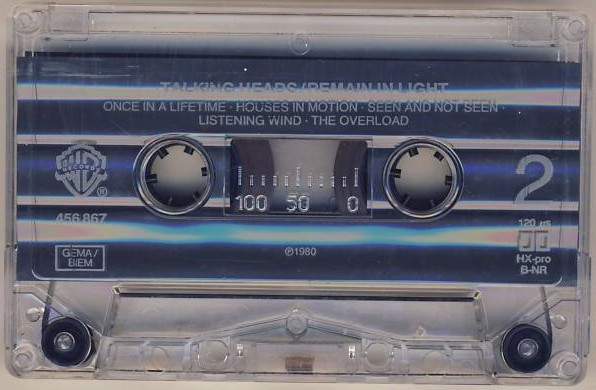 TALKING HEADS/REMAIN IN LIGHT
ONCE IN A LIFETIME · HOUSES IN MOTION · SEEN AND NOT SEEN ·
LISTENING WIND · THE OVERLOAD
RECORDS
®
2
100 50 0
456 867
120 µs
GEMA/
BIEM
℗1980
HX-pro
B-NR